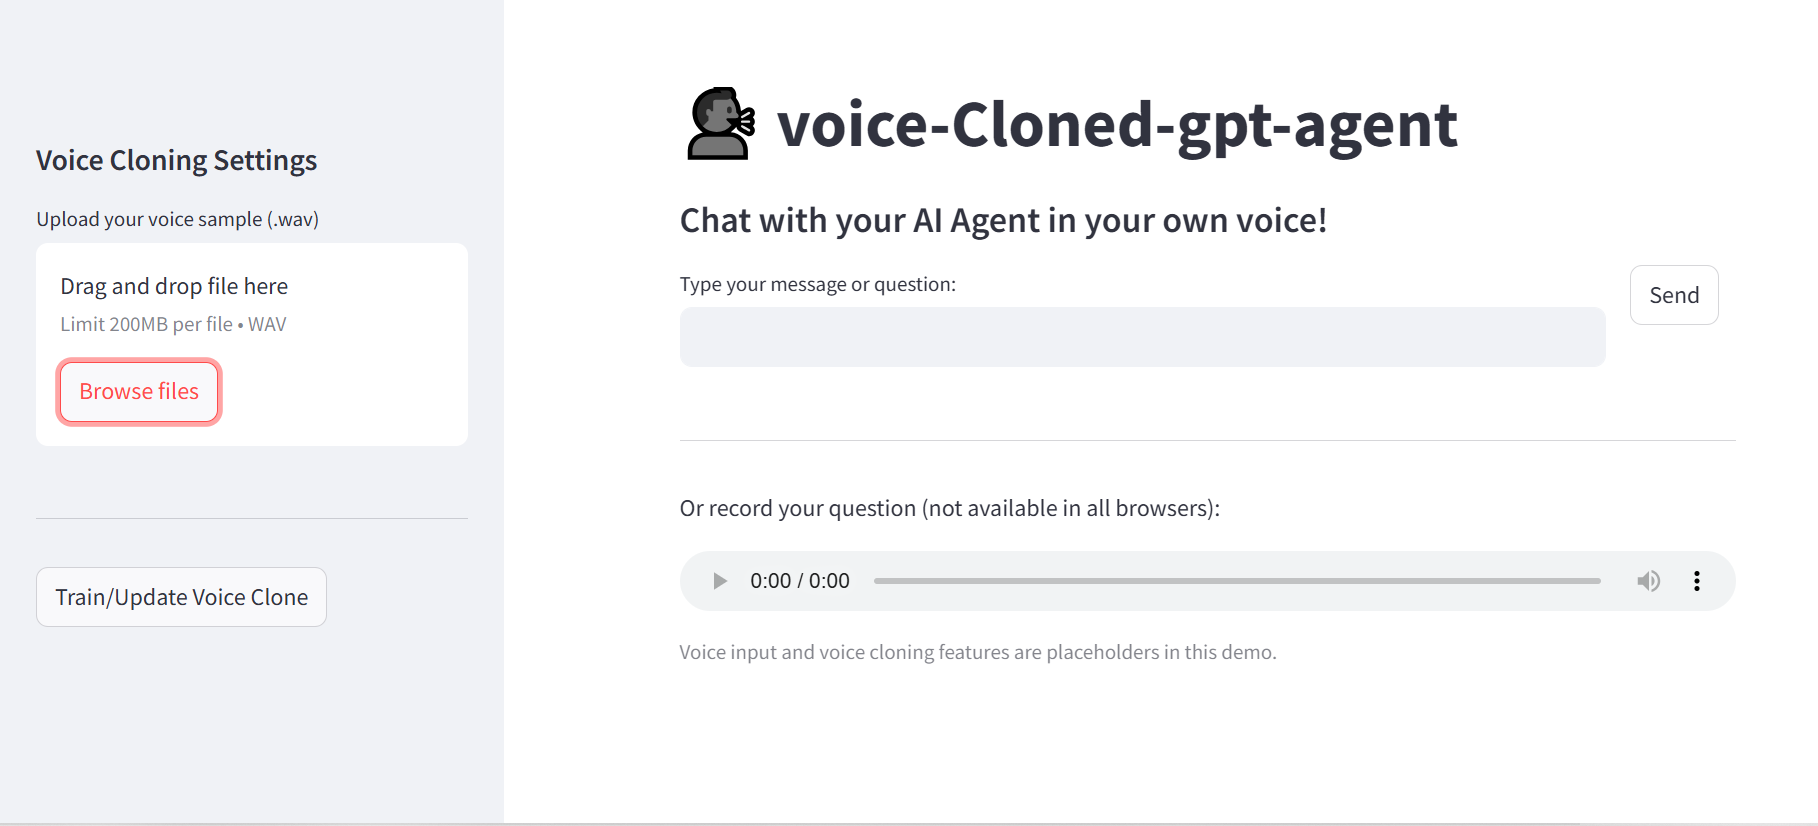 Voice Cloning Settings
Upload your voice sample (.wav)
Drag and drop file here
Limit 200MB per file • WAV
Browse files
Train/Update Voice Clone
voice-Cloned-gpt-agent
Chat with your AI Agent in your own voice!
Type your message or question:
Send
Or record your question (not available in all browsers):
0:00 / 0:00
Voice input and voice cloning features are placeholders in this demo.